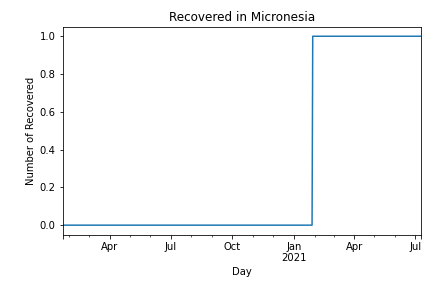 Recovered in Micronesia
Number of Recovered
1.0
0.8
0.6
0.4
0.2
0.0
Apr Jul Oct Jan Apr Jul
2021
Day